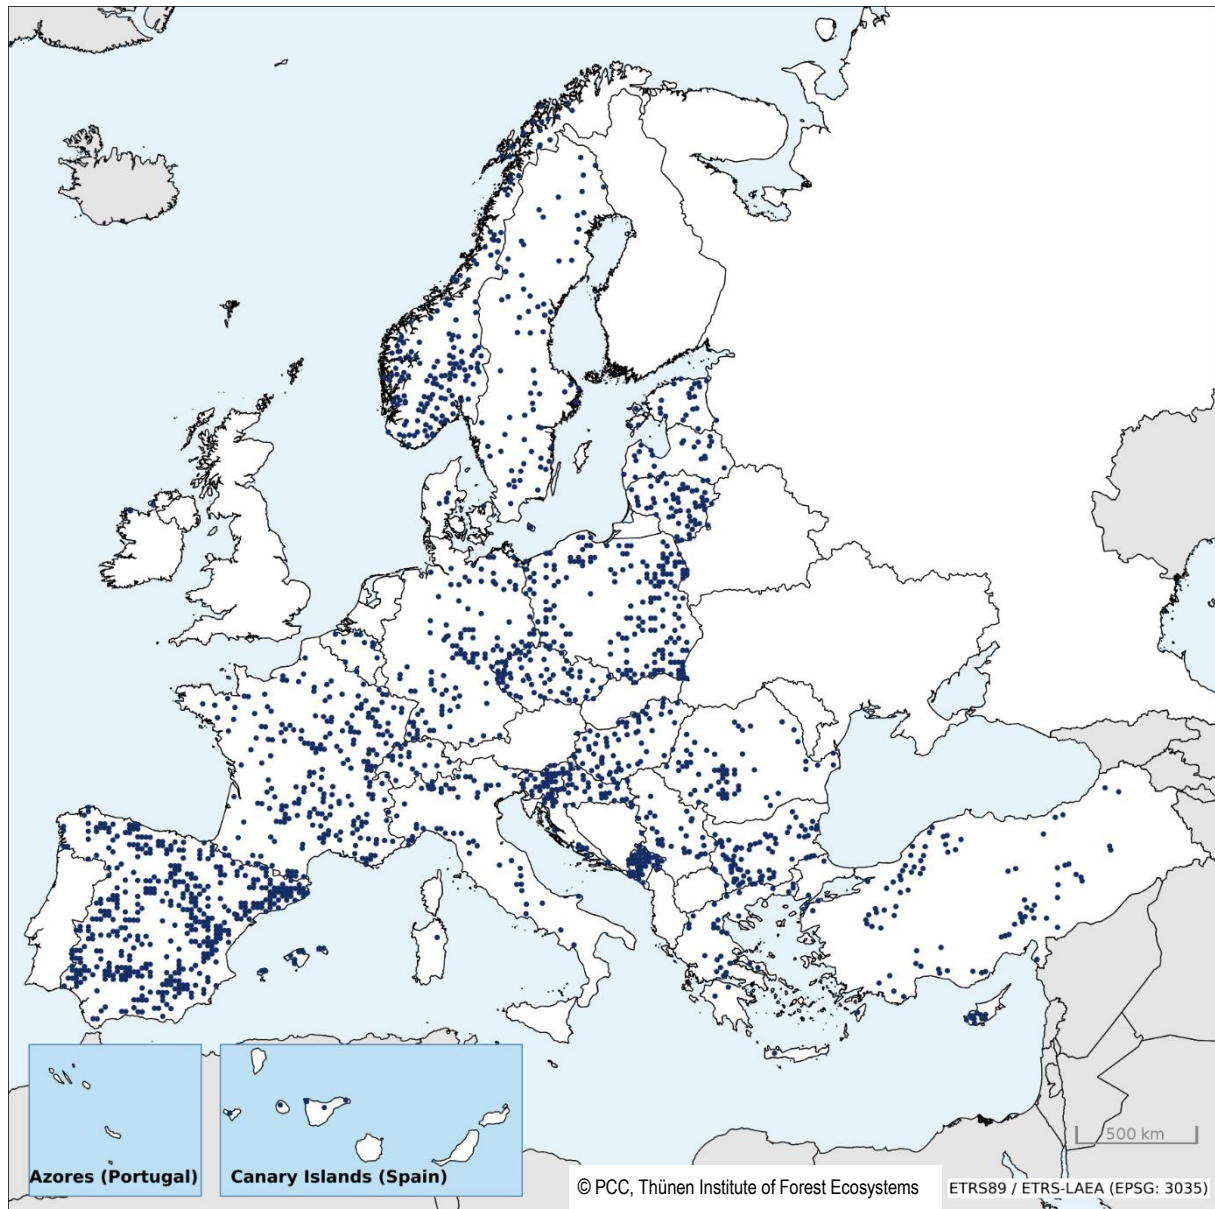 500 km
Azores (Portugal)
Canary Islands (Spain)
© PCC, Thünen Institute of Forest Ecosystems
ETRS89 / ETRS-LAEA (EPSG: 3035)